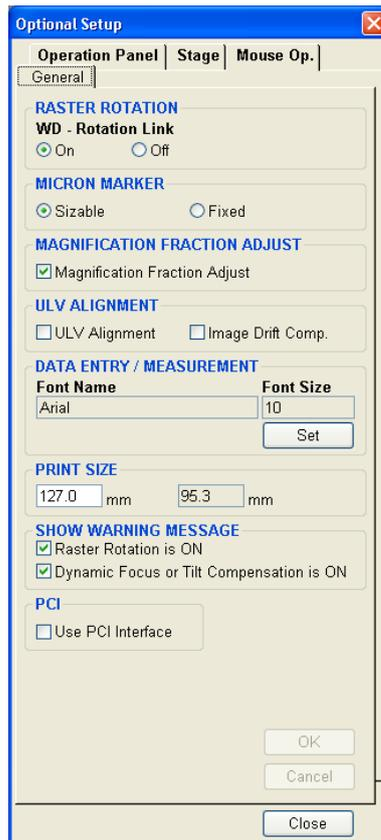 Optional Setup
Operation Panel Stage Mouse Op.
General
RASTER ROTATION
WD - Rotation Link
On Off
MICRON MARKER
Sizable Fixed
MAGNIFICATION FRACTION ADJUST
Magnification Fraction Adjust
ULV ALIGNMENT
ULV Alignment Image Drift Comp.
DATA ENTRY / MEASUREMENT
Font Name Font Size
Arial 10
Set
PRINT SIZE
127.0 mm 95.3 mm
SHOW WARNING MESSAGE
Raster Rotation is ON
Dynamic Focus or Tilt Compensation is ON
PCI
Use PCI Interface
OK
Cancel
Close